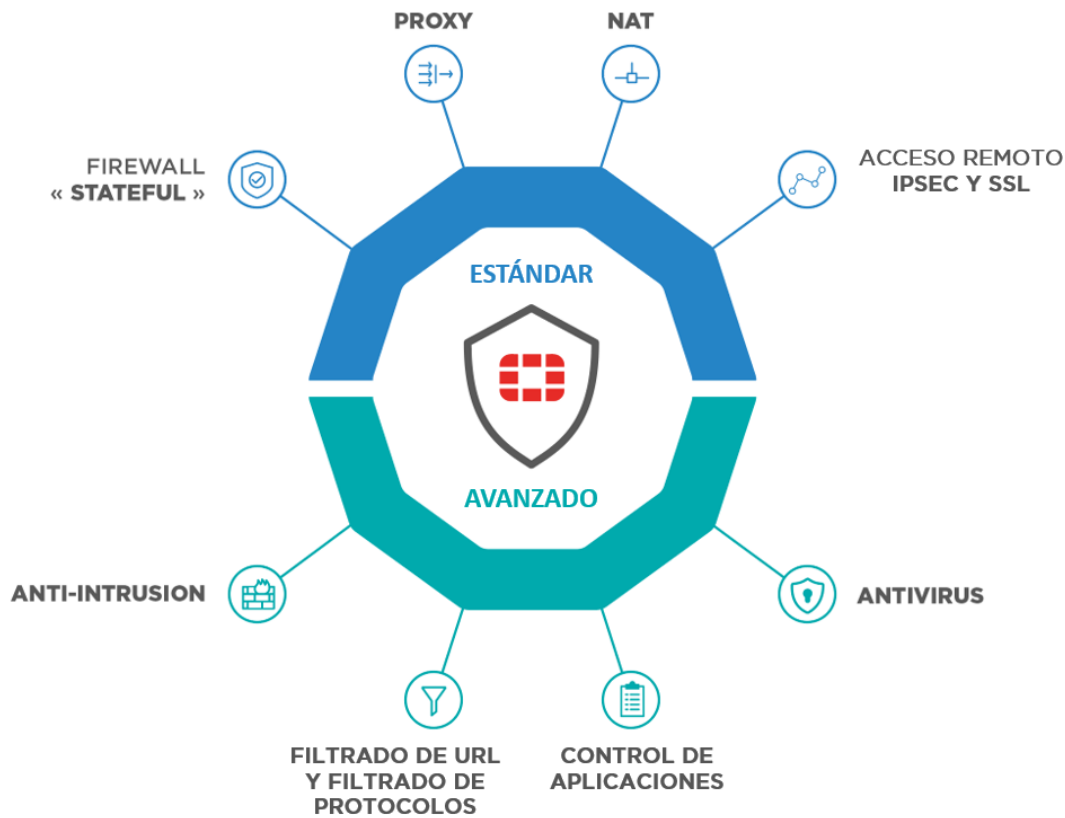 PROXY
NAT
FIREWALL
« STATEFUL »
ACCESO REMOTO
IPSEC Y SSL
ESTÁNDAR
AVANZADO
ANTI-INTRUSION
ANTIVIRUS
FILTRADO DE URL
Y FILTRADO DE
PROTOCOLOS
CONTROL DE
APLICACIONES